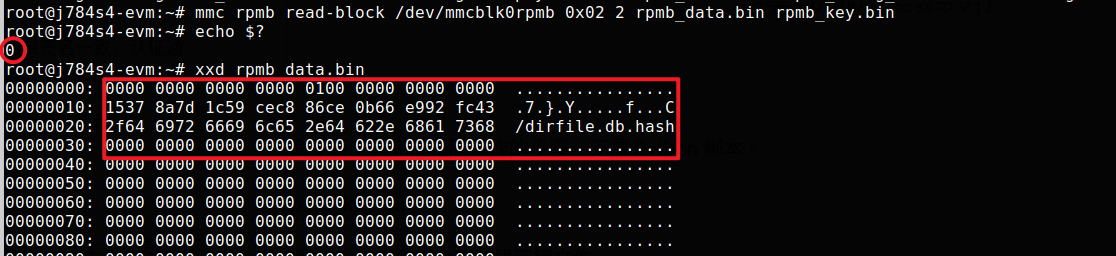 root@j784s4-evm:~# mmc rpmb read-block /dev/mmcblk0rpmb 0x02 2 rpmb_data.bin rpmb_key.bin
root@j784s4-evm:~# echo $?
0
root@j784s4-evm:~# xxd rpmb_data.bin
00000000: 0000 0000 0000 0000 0100 0000 0000 0000  ................
00000010: 1537 8a7d 1c59 cec8 86ce 0b66 e992 fc43  .7.}.Y.....f...C
00000020: 2f64 6972 6669 6c65 2e64 622e 6861 7368  /dirfile.db.hash
00000030: 0000 0000 0000 0000 0000 0000 0000 0000  ................
00000040: 0000 0000 0000 0000 0000 0000 0000 0000  ................
00000050: 0000 0000 0000 0000 0000 0000 0000 0000  ................
00000060: 0000 0000 0000 0000 0000 0000 0000 0000  ................
00000070: 0000 0000 0000 0000 0000 0000 0000 0000  ................
00000080: 0000 0000 0000 0000 0000 0000 0000 0000  ................